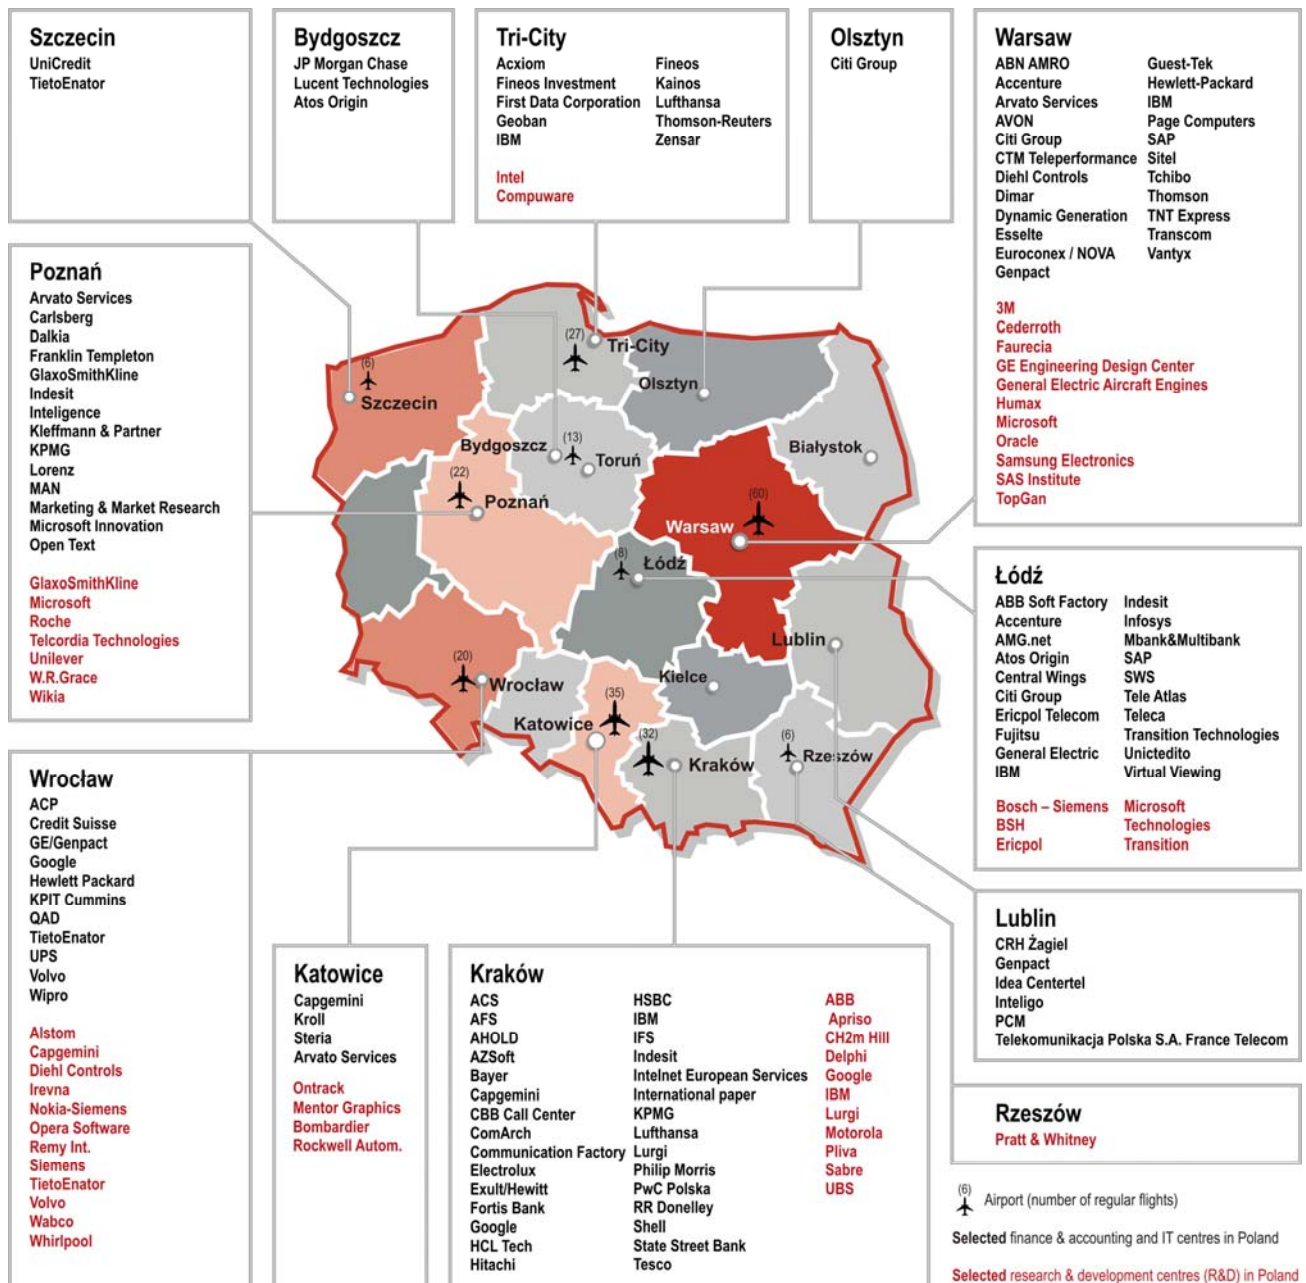 Szczecin
UniCredit
TietoEnator
Bydgoszcz
JP Morgan Chase
Lucent Technologies
Atos Origin
Tri-City
Acxiom
Fineos Investment
First Data Corporation
Geoban
IBM
Fineos
Kainos
Lufthansa
Thomson-Reuters
Zensar
Intel
Compuware
Olsztyn
Citi Group
Warsaw
ABN AMRO
Accenture
Arvato Services
AVON
Citi Group
CTM Teleperformance
Diehl Controls
Dimar
Dynamic Generation
Esselte
Euroconex / NOVA
Genpact
Guest-Tek
Hewlett-Packard
IBM
Page Computers
SAP
Sitel
Tchibo
Thomson
TNT Express
Transcom
Vantyx
3M
Cederroth
Faurecia
GE Engineering Design Center
General Electric Aircraft Engines
Humax
Microsoft
Oracle
Samsung Electronics
SAS Institute
TopGan
Poznań
Arvato Services
Carlsberg
Dalkia
Franklin Templeton
GlaxoSmithKline
Indesit
Inteligence
Kleffmann & Partner
KPMG
Lorenz
MAN
Marketing & Market Research
Microsoft Innovation
Open Text
GlaxoSmithKline
Microsoft
Roche
Telcordia Technologies
Unilever
W.R.Grace
Wikia
(27)
Tri-City
(6)
Szczecin
Olsztyn
Bydgoszcz
(13)
Toruń
Białystok
(22)
Poznań
(60)
Warsaw
(8)
Łódź
Lublin
(20)
Wrocław
Kielce
(35)
Katowice
(32)
Kraków
(6)
Rzeszów
Łódź
ABB Soft Factory
Accenture
AMG.net
Atos Origin
Central Wings
Citi Group
Ericpol Telecom
Fujitsu
General Electric
IBM
Indesit
Infosys
Mbank&Multibank
SAP
SWS
Tele Atlas
Teleca
Transition Technologies
Unictedito
Virtual Viewing
Bosch – Siemens
BSH
Ericpol
Microsoft
Technologies
Transition
Wrocław
ACP
Credit Suisse
GE/Genpact
Google
Hewlett Packard
KPIT Cummins
QAD
TietoEnator
UPS
Volvo
Wipro
Alstom
Capgemini
Diehl Controls
Irevna
Nokia-Siemens
Opera Software
Remy Int.
Siemens
TietoEnator
Volvo
Wabco
Whirlpool
Katowice
Capgemini
Kroll
Steria
Arvato Services
Ontrack
Mentor Graphics
Bombardier
Rockwell Autom.
Kraków
ACS
AFS
AHOLD
AZSoft
Bayer
Capgemini
CBB Call Center
ComArch
Communication Factory
Electrolux
Exult/Hewitt
Fortis Bank
Google
HCL Tech
Hitachi
HSBC
IBM
IFS
Indesit
Intelnet European Services
International paper
KPMG
Lufthansa
Lurgi
Philip Morris
PwC Polska
RR Donelley
Shell
State Street Bank
Tesco
ABB
Apriso
CH2m Hill
Delphi
Google
IBM
Lurgi
Motorola
Pliva
Sabre
UBS
Lublin
CRH Żagiel
Genpact
Idea Centertel
Inteligo
PCM
Telekomunikacja Polska S.A. France Telecom
Rzeszów
Pratt & Whitney
(6)
Airport (number of regular flights)
Selected finance & accounting and IT centres in Poland
Selected research & development centres (R&D) in Poland